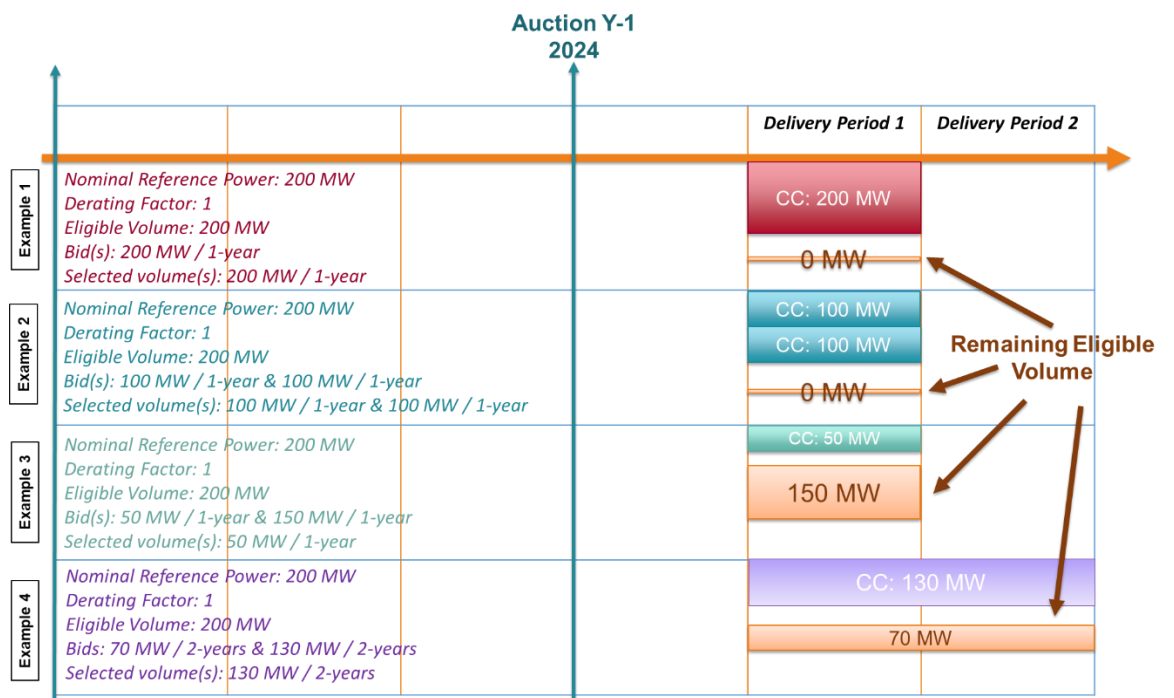 Auction Y-1
2024
Delivery Period 1
Delivery Period 2
Example 1
Nominal Reference Power: 200 MW
Derating Factor: 1
Eligible Volume: 200 MW
Bid(s): 200 MW / 1-year
Selected volume(s): 200 MW / 1-year
CC: 200 MW
0 MW
Example 2
Nominal Reference Power: 200 MW
Derating Factor: 1
Eligible Volume: 200 MW
Bid(s): 100 MW / 1-year & 100 MW / 1-year
Selected volume(s): 100 MW / 1-year & 100 MW / 1-year
CC: 100 MW
CC: 100 MW
0 MW
Remaining Eligible
Volume
Example 3
Nominal Reference Power: 200 MW
Derating Factor: 1
Eligible Volume: 200 MW
Bid(s): 50 MW / 1-year & 150 MW / 1-year
Selected volume(s): 50 MW / 1-year
CC: 50 MW
150 MW
Example 4
Nominal Reference Power: 200 MW
Derating Factor: 1
Eligible Volume: 200 MW
Bids: 70 MW / 2-years & 130 MW / 2-years
Selected volume(s): 130 MW / 2-years
CC: 130 MW
70 MW